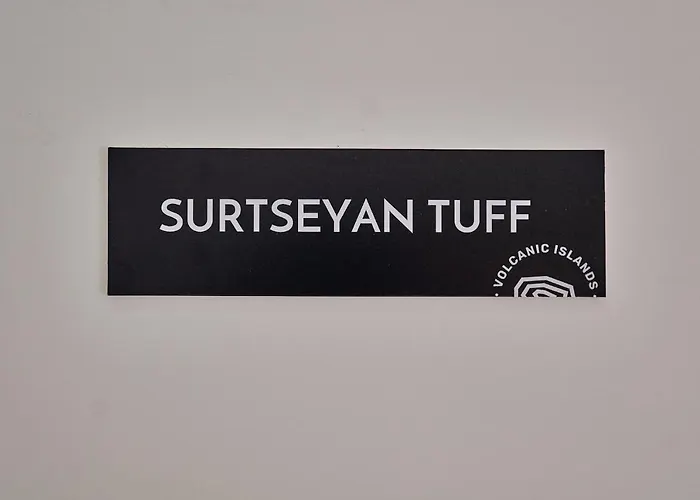 SURTSEYAN TUFF
· VOLCANIC ISLANDS ·